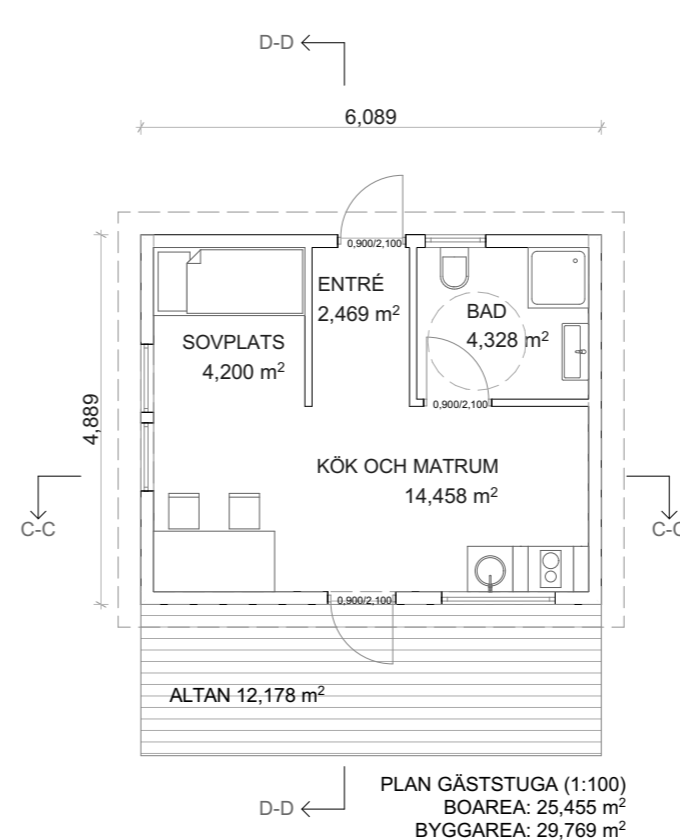 D-D
6,089
0,900/2,100
ENTRÉ
2,469 m²
BAD
4,328 m²
SOVPLATS
4,200 m²
0,900/2,100
4,889
KÖK OCH MATRUM
14,458 m²
C-C
C-C
0,900/2,100
ALTAN 12,178 m²
PLAN GÄSTSTUGA (1:100)
D-D
BOAREA: 25,455 m²
BYGGAREA: 29,769 m²